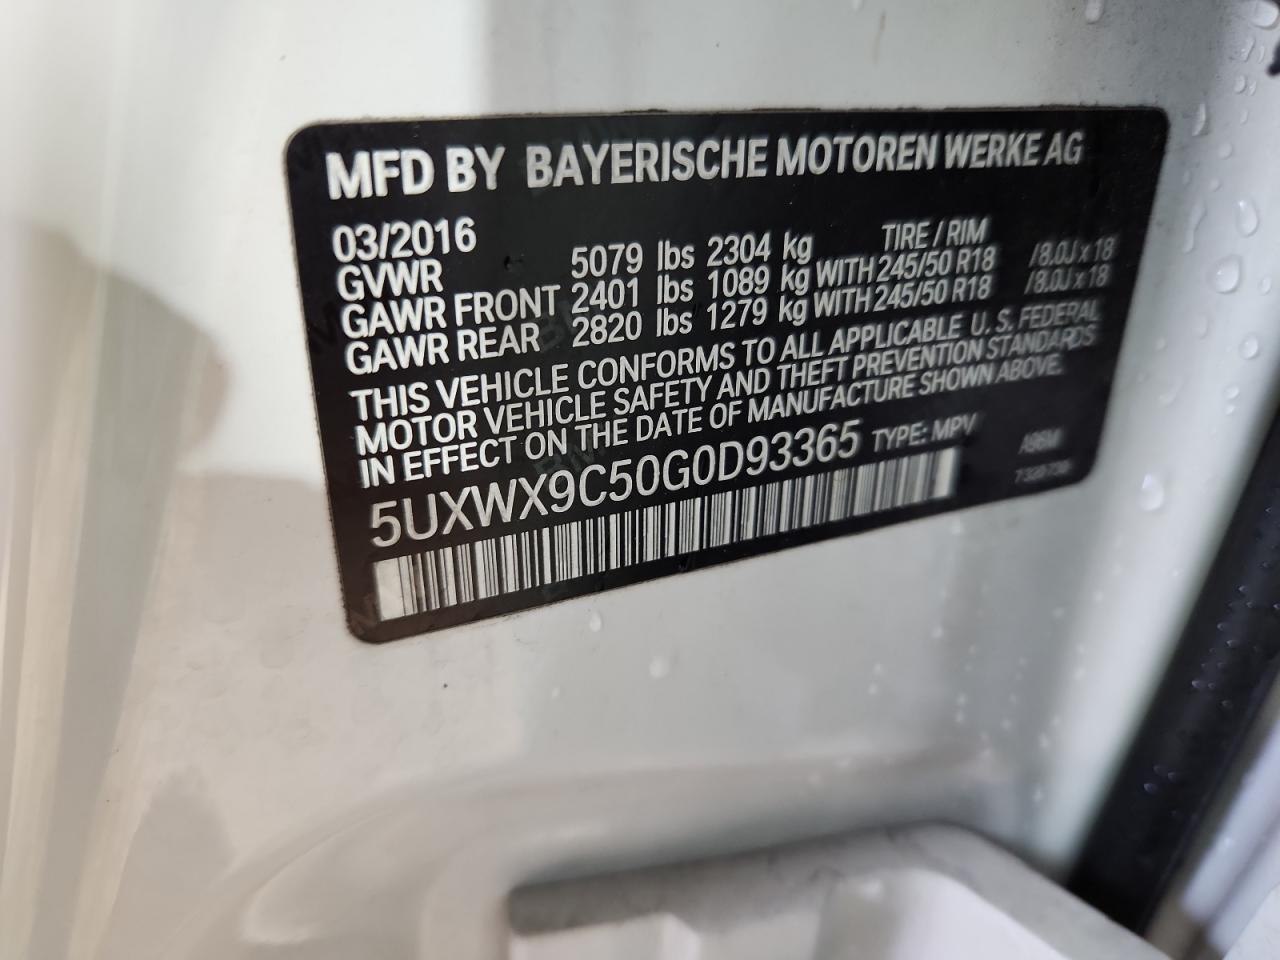 MFD BY BAYERISCHE MOTOREN WERKE AG
03/2016 TIRE / RIM
GVWR 5079 lbs 2304 kg
GAWR FRONT 2401 lbs 1089 kg WITH 245/50 R18 /8.0J x 18
GAWR REAR 2820 lbs 1279 kg WITH 245/50 R18 /8.0J x 18
THIS VEHICLE CONFORMS TO ALL APPLICABLE U.S. FEDERAL
MOTOR VEHICLE SAFETY AND THEFT PREVENTION STANDARDS
IN EFFECT ON THE DATE OF MANUFACTURE SHOWN ABOVE.
5UXWX9C50G0D93365 TYPE: MPV